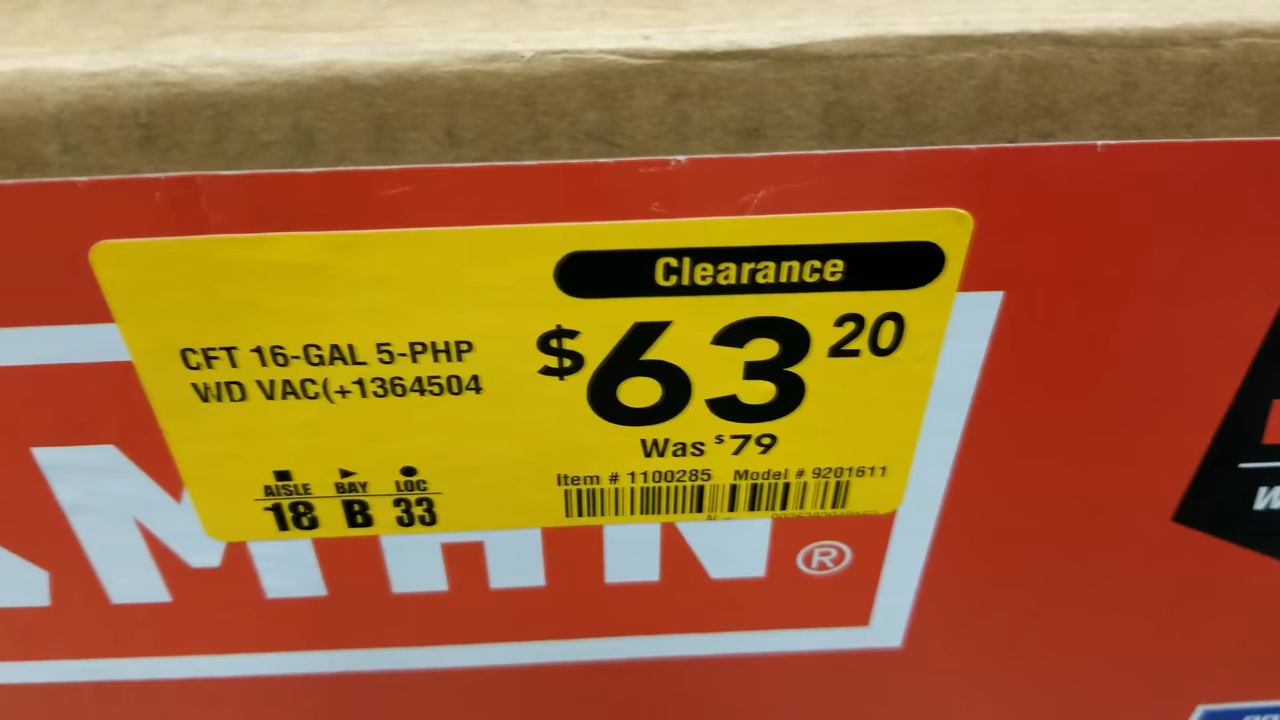 Clearance
CFT 16-GAL 5-PHP
WD VAC(+1364504
$63 20
Was $79
Item # 1100285 Model # 9201611
AISLE BAY LOC
18 B 33
®